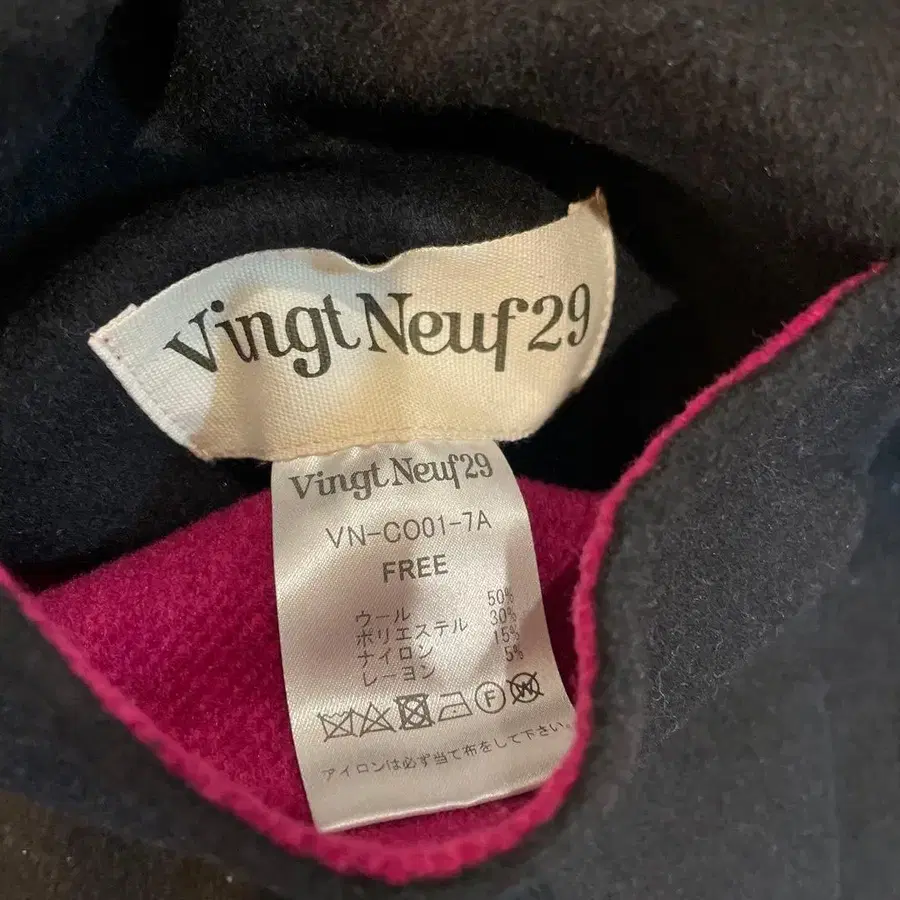 Vingt Neuf 29
Vingt Neuf 29
VN-CO01-7A
FREE
ウール 50%
ポリエステル 30%
ナイロン 15%
レーヨン 5%
F W
アイロンは必ず当て布をして下さい。